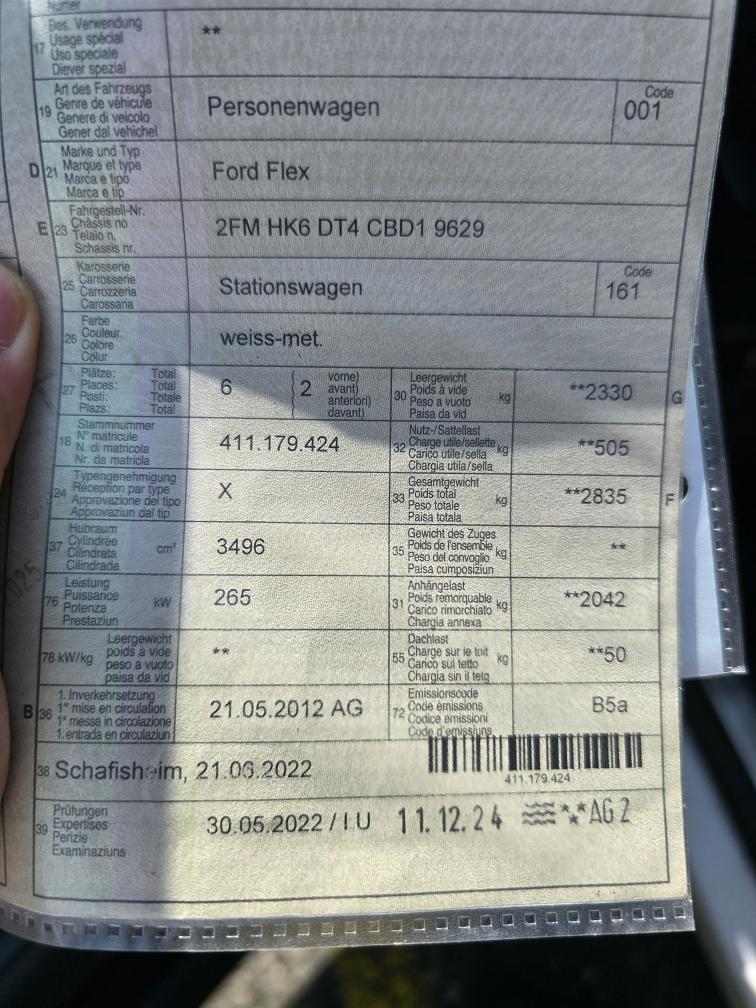 Numer
17 Bes. Verwendung
Usage spécial
Uso speciale
Diever spezial
**
19 Art des Fahrzeugs
Genre de véhicule
Genere di veicolo
Gener dal vehichel
Personenwagen
Code
001
D 21 Marke und Typ
Marque et type
Marca e tipo
Marca e tip
Ford Flex
E 23 Fahrgestell-Nr.
Châssis no
Telaio n.
Schassis nr.
2FM HK6 DT4 CBD1 9629
25 Karosserie
Carrosserie
Carrozzeria
Carossaria
Stationswagen
Code
161
26 Farbe
Couleur
Colore
Colur
weiss-met.
27 Plätze: Total
Places: Total
Posti: Totale
Plazs: Total
6
2
vorne)
avant)
anteriori)
davant)
30 Leergewicht
Poids à vide
Peso a vuoto
Paisa da vid
kg
**2330
G
18 Stammnummer
N° matricule
N. di matricola
Nr. da matricla
411.179.424
32 Nutz-/Sattellast
Charge utile/sellette
Carico utile/sella
Chargia utila/sella
kg
**505
24 Typengenehmigung
Réception par type
Approvazione del tipo
Approvaziun dal tip
X
33 Gesamtgewicht
Poids total
Peso totale
Paisa totala
kg
**2835
F
37 Hubraum
Cylindrée
Cilindrata
Cilindrada
cm³
3496
35 Gewicht des Zuges
Poids de l'ensemble
Peso del convoglio
Paisa cumposiziun
kg
**
76 Leistung
Puissance
Potenza
Prestaziun
kW
265
31 Anhängelast
Poids remorquable
Carico rimorchiato
Chargia annexa
kg
**2042
78 kW/kg
Leergewicht
poids à vide
peso a vuoto
paisa da vid
**
55 Dachlast
Charge sur le toit
Carico sul tetto
Chargia sin il tetg
kg
**50
B 36 1. Inverkehrsetzung
1ᵉ mise en circulation
1ᵃ messa in circolazione
1. entrada en circulaziun
21.05.2012 AG
72 Emissionscode
Code émissions
Codice emissioni
Code d'emissiuns
B5a
38 Schafisheim, 21.06.2022
411.179.424
39 Prüfungen
Expertises
Perizie
Examinaziuns
30.05.2022 / I.U 11.12.24 AG 2